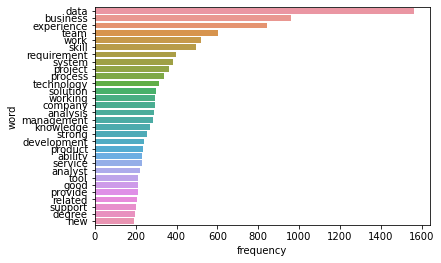 data
business
experience
team
work
skill
requirement
system
project
process
technology
solution
working
company
analysis
management
knowledge
strong
development
product
ability
service
analyst
tool
good
provide
related
support
degree
new
word
0 200 400 600 800 1000 1200 1400 1600
frequency